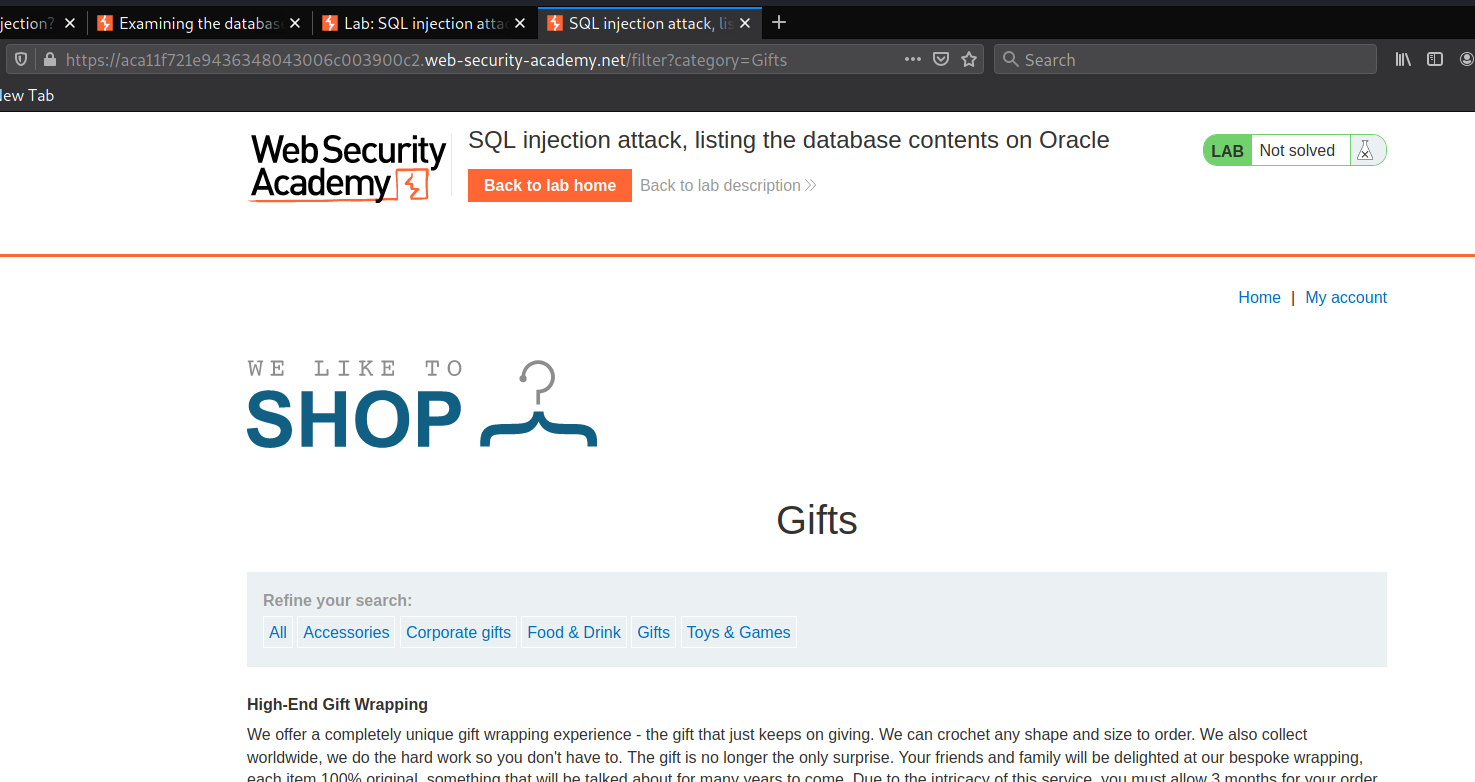 jection?
Examining the databas
Lab: SQL injection atta
SQL injection attack, lis
https://aca11f721e9436348043006c003900c2.web-security-academy.net/filter?category=Gifts
Search
New Tab
Web Security
Academy
SQL injection attack, listing the database contents on Oracle
Back to lab home
Back to lab description
LAB
Not solved
Home | My account
WE LIKE TO
SHOP
Gifts
Refine your search:
All
Accessories
Corporate gifts
Food & Drink
Gifts
Toys & Games
High-End Gift Wrapping
We offer a completely unique gift wrapping experience - the gift that just keeps on giving. We can crochet any shape and size to order. We also collect
worldwide, we do the hard work so you don't have to. The gift is no longer the only surprise. Your friends and family will be delighted at our bespoke wrapping,
each item 100% original, something that will be talked about for many years to come. Due to the intricacy of this service, you must allow 3 months for your order